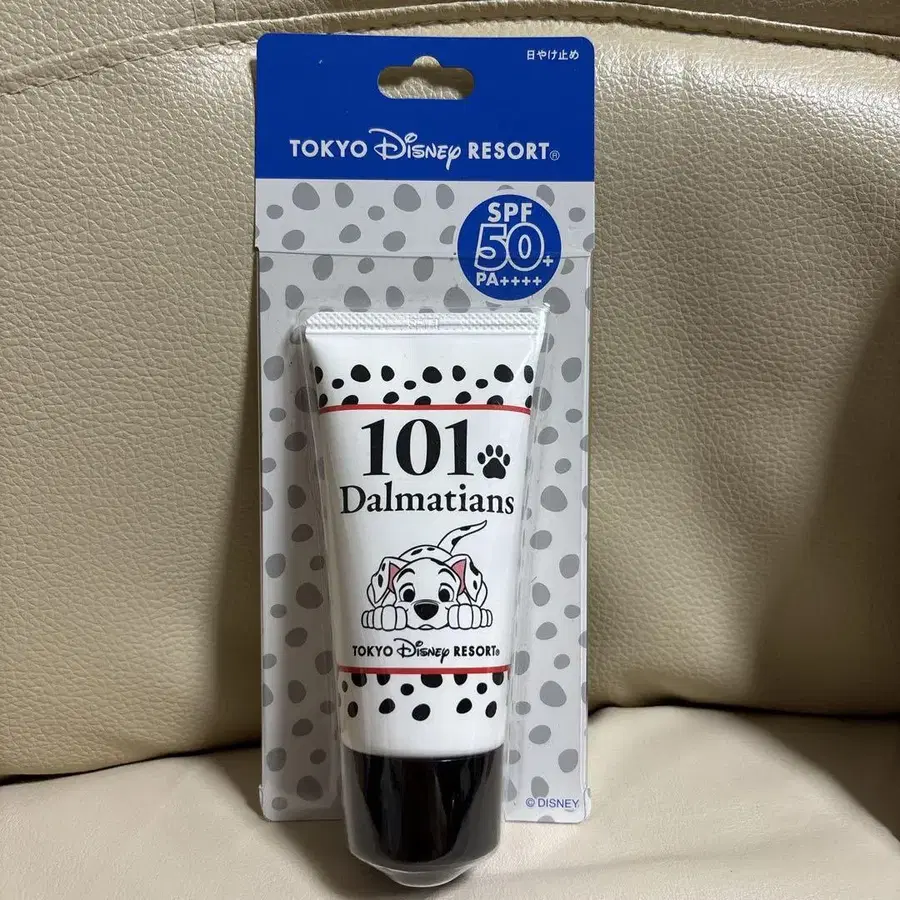 日やけ止め
TOKYO Disney RESORT®
SPF
50+
PA++++
101
Dalmatians
TOKYO Disney RESORT®
© DISNEY